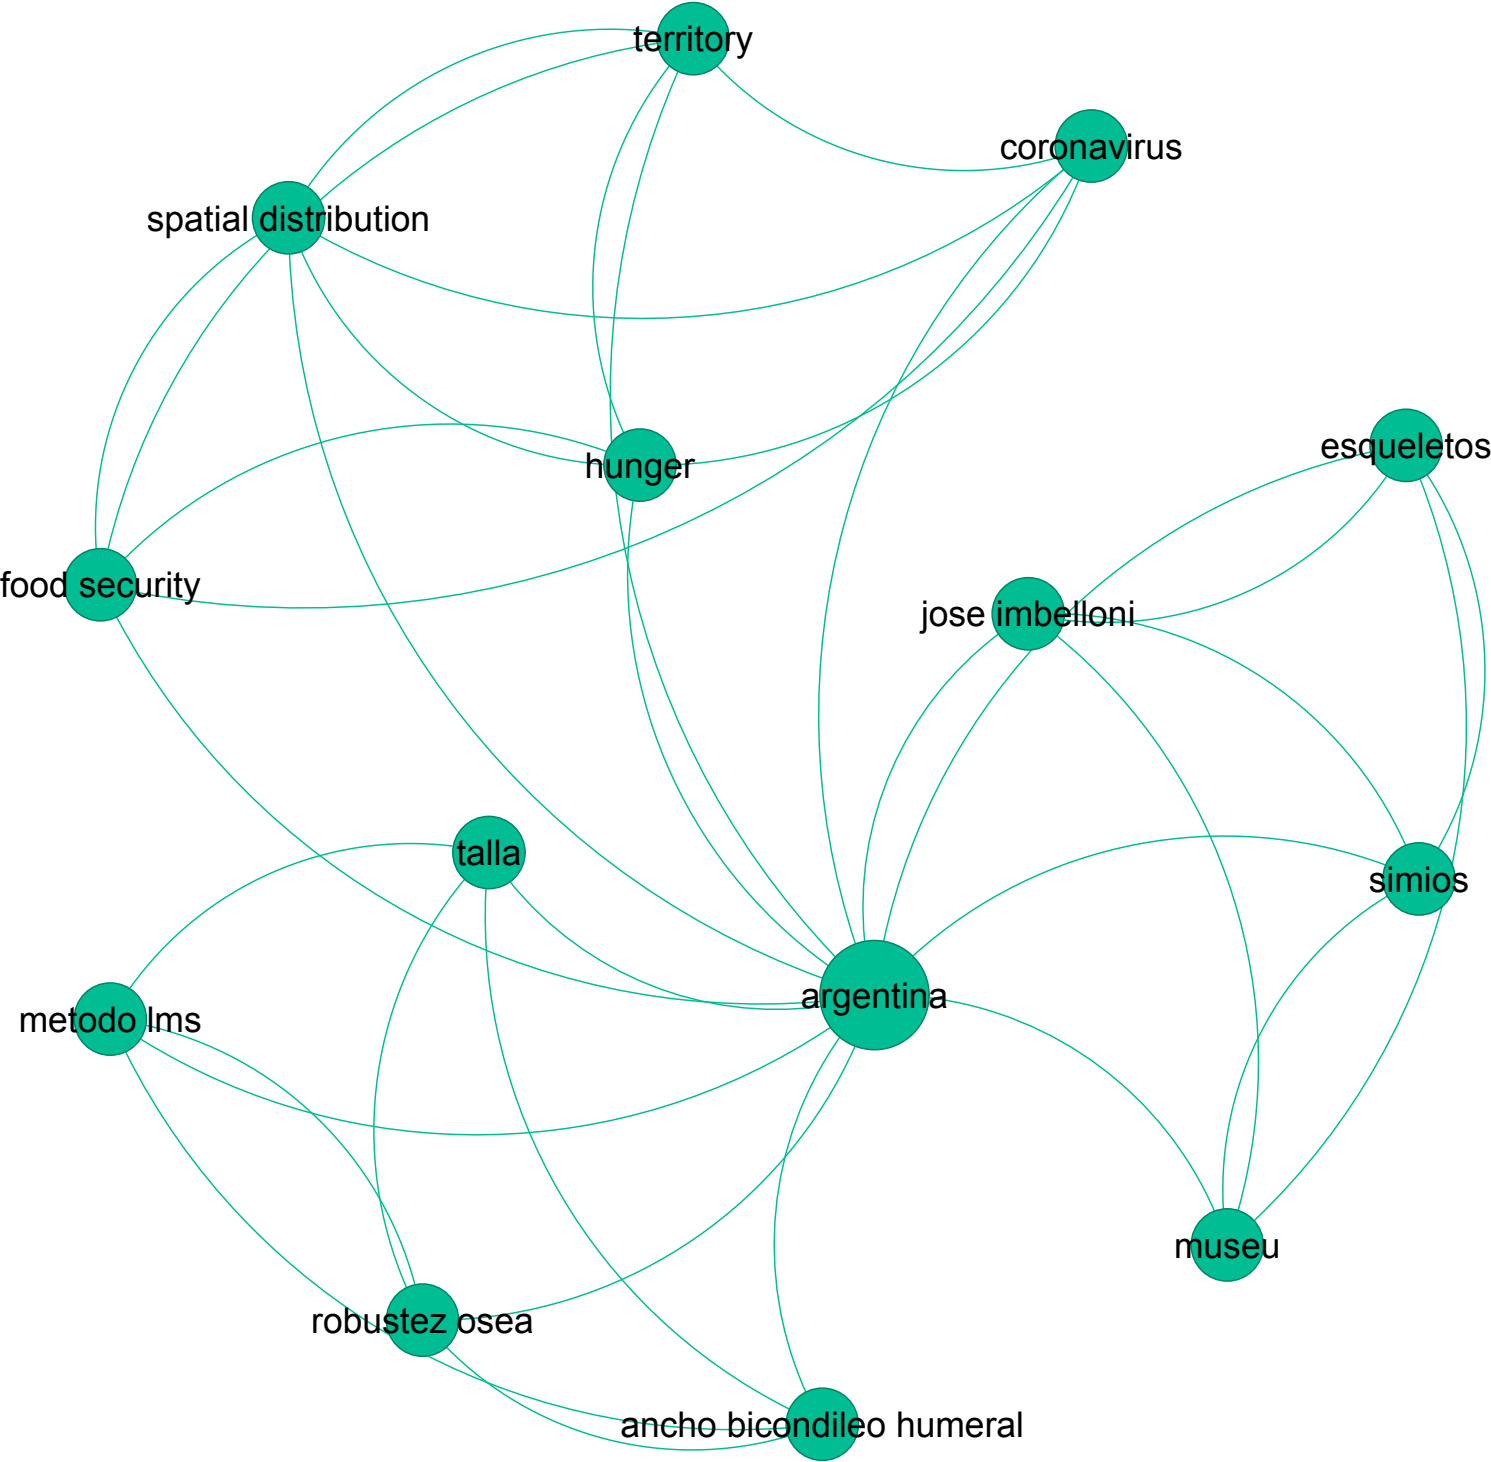 territory
coronavirus
spatial distribution
esqueletos
hunger
food security
jose imbelloni
talla
simios
argentina
metodo lms
museu
robustez osea
ancho bicondileo humeral